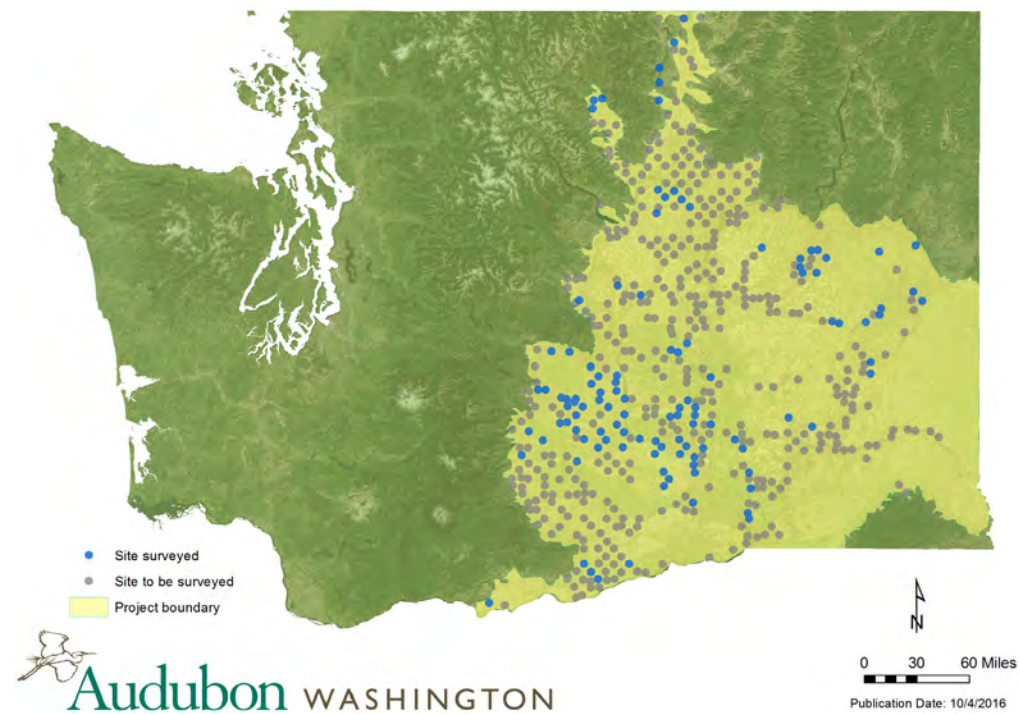 Site surveyed
Site to be surveyed
Project boundary
N
0 30 60 Miles
Audubon WASHINGTON
Publication Date: 10/4/2016